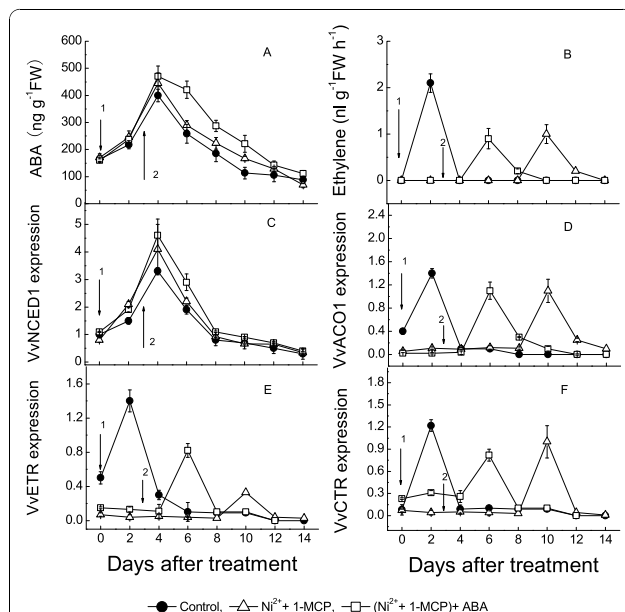 A
ABA (ng g⁻¹FW)
600
500
400
300
200
100
0
1
2
B
Ethylene (nl g⁻¹FW h⁻¹)
3
2
1
0
1
2
C
VvNCED1 expression
5
4
3
2
1
0
1
2
D
VvACO1 expression
2.4
2.0
1.6
1.2
0.8
0.4
0.0
1
2
E
VvETR expression
1.6
1.2
0.8
0.4
0.0
1
2
0 2 4 6 8 10 12 14
Days after treatment
F
VvCTR expression
1.8
1.5
1.2
0.9
0.6
0.3
0.0
1
2
0 2 4 6 8 10 12 14
Days after treatment
Control, Ni²⁺+ 1-MCP, (Ni²⁺+ 1-MCP)+ ABA